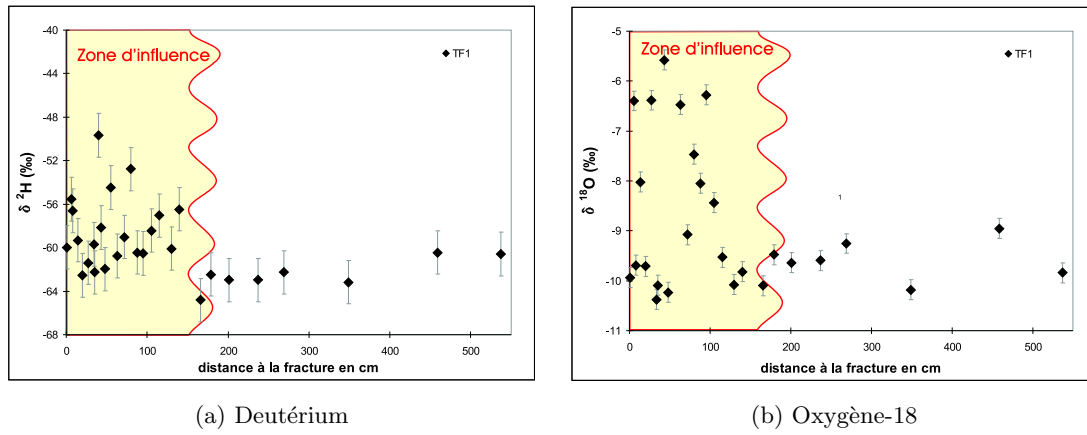 -40
-44
-48
-52
-56
-60
-64
-68
0
100
200
300
400
500
δ ²H (‰)
distance à la fracture en cm
Zone d'influence
TF1
(a) Deutérium
-5
-6
-7
-8
-9
-10
-11
0
100
200
300
400
500
δ ¹⁸O (‰)
distance à la fracture en cm
Zone d'influence
TF1
1
(b) Oxygène-18